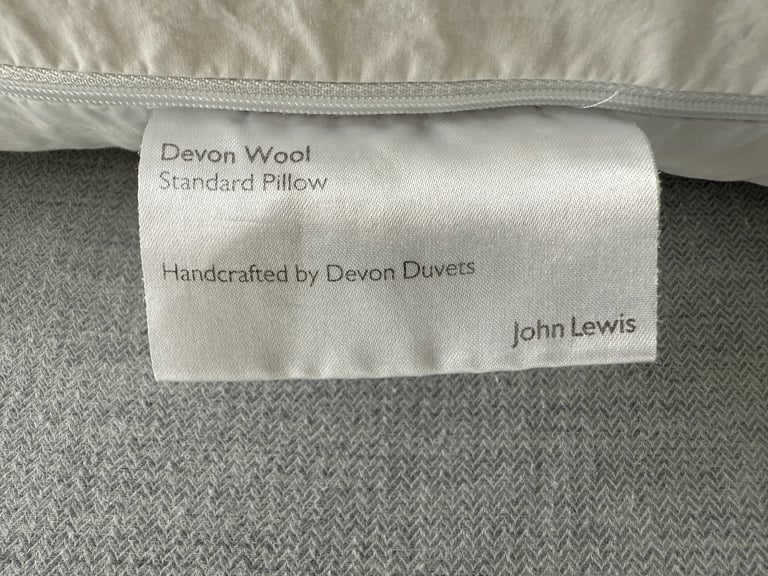 Devon Wool
Standard Pillow
Handcrafted by Devon Duvets
John Lewis